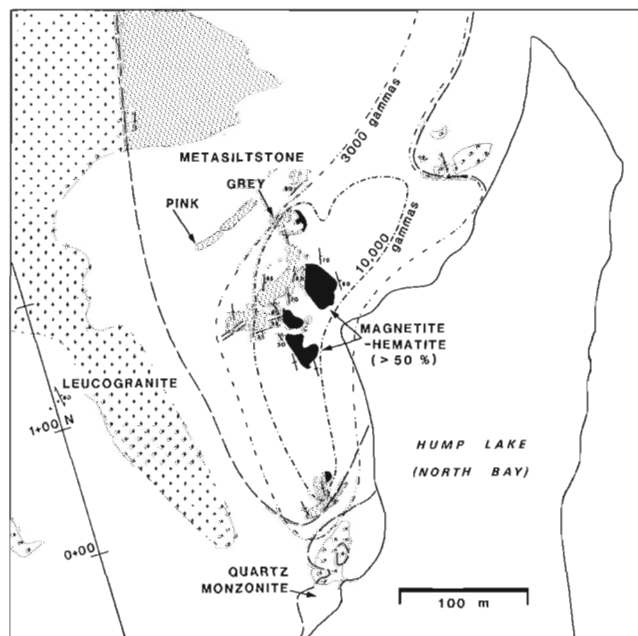 3000 gammas
METASILTSTONE
GREY
PINK
10,000
gammas
MAGNETITE
-HEMATITE
(> 50 %)
LEUCOGRANITE
1+00 N
HUMP LAKE
(NORTH BAY)
0+00
QUARTZ
MONZONITE
100 m